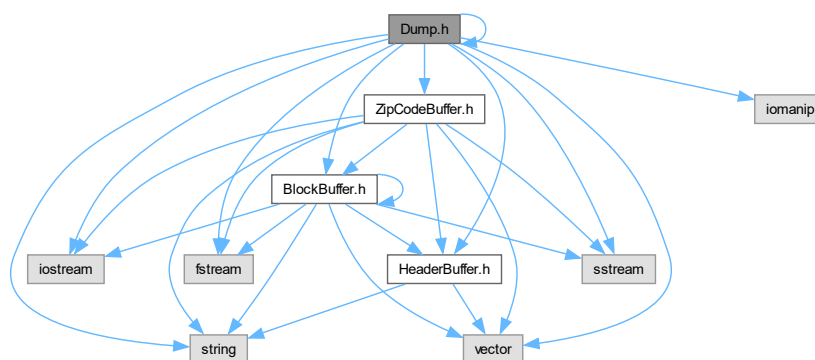 Dump.h
ZipCodeBuffer.h
iomanip
BlockBuffer.h
iostream
fstream
HeaderBuffer.h
sstream
string
vector